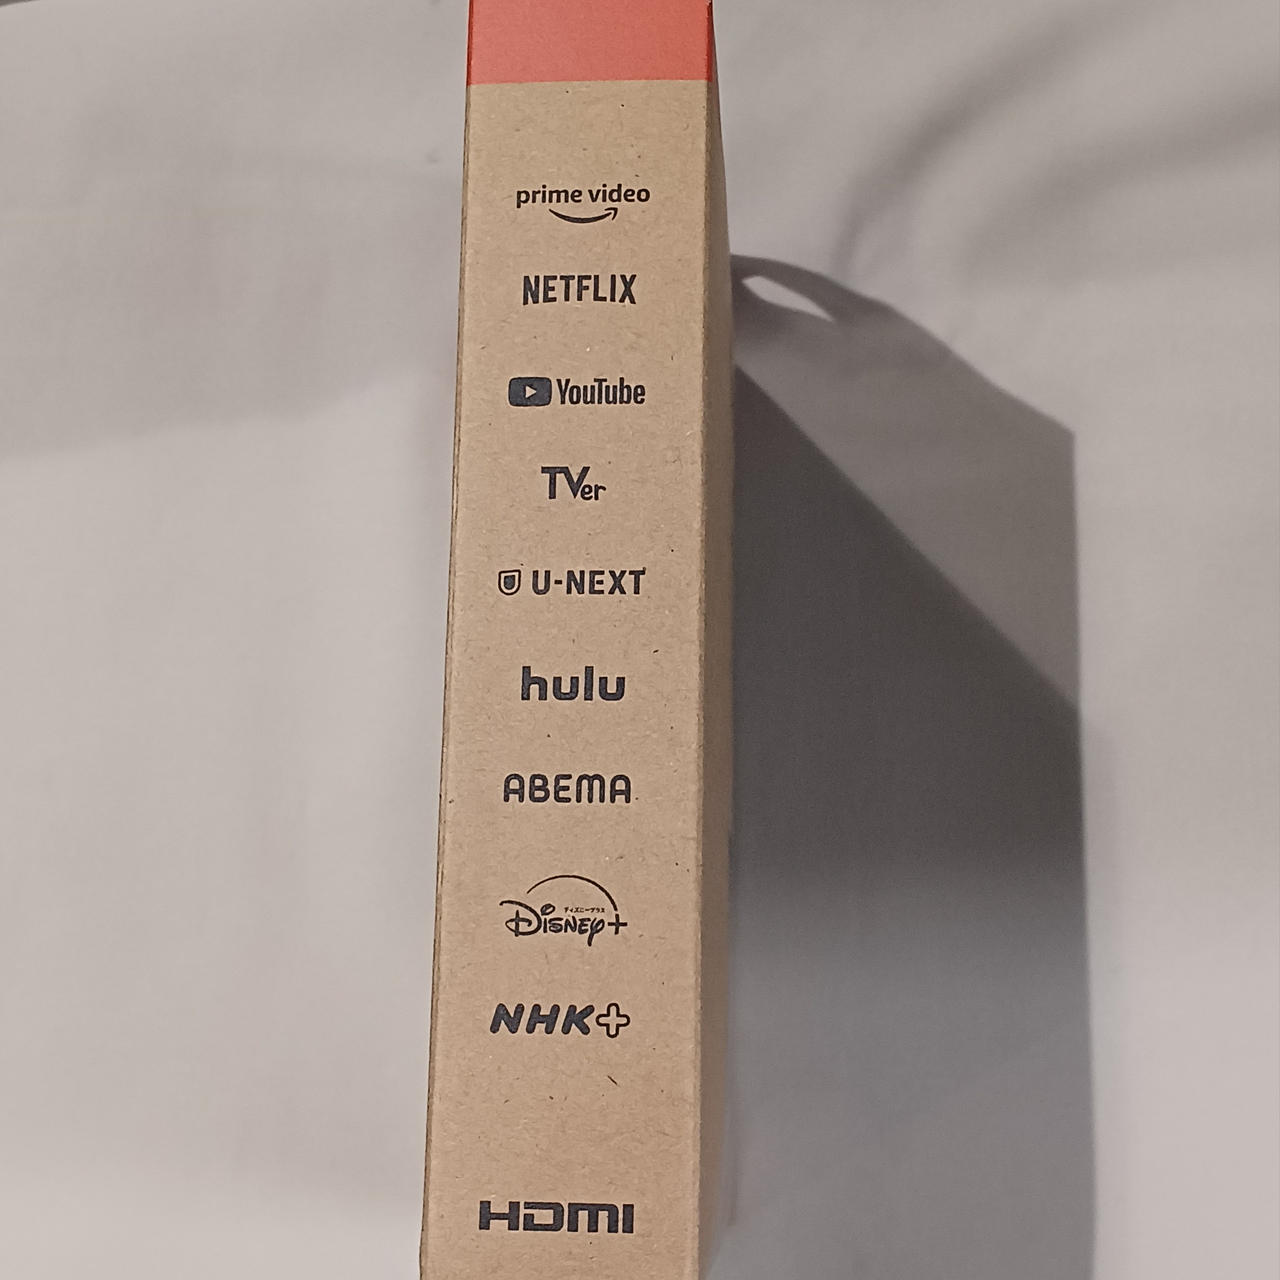 prime video
NETFLIX
YouTube
TVer
U-NEXT
hulu
ABEMA
ディズニープラス
Disney+
NHK+
HDMI